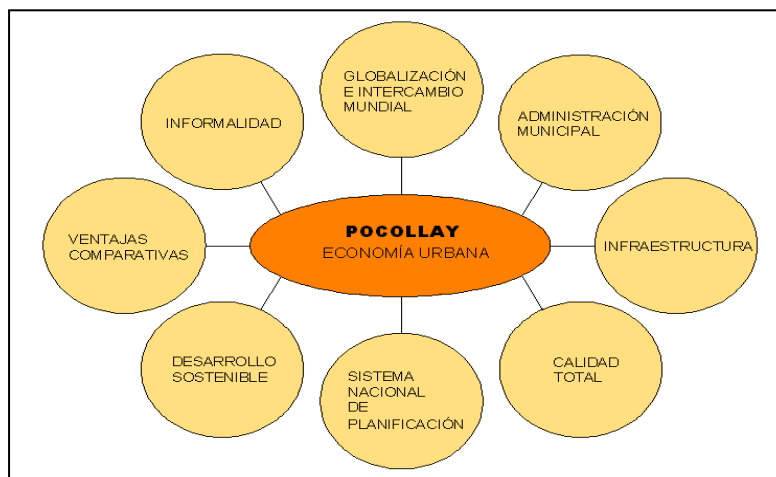 GLOBALIZACIÓN
E INTERCAMBIO
MUNDIAL
INFORMALIDAD
ADMINISTRACIÓN
MUNICIPAL
VENTAJAS
COMPARATIVAS
POCOLLAY
ECONOMÍA URBANA
INFRAESTRUCTURA
DESARROLLO
SOSTENIBLE
SISTEMA
NACIONAL
DE
PLANIFICACIÓN
CALIDAD
TOTAL